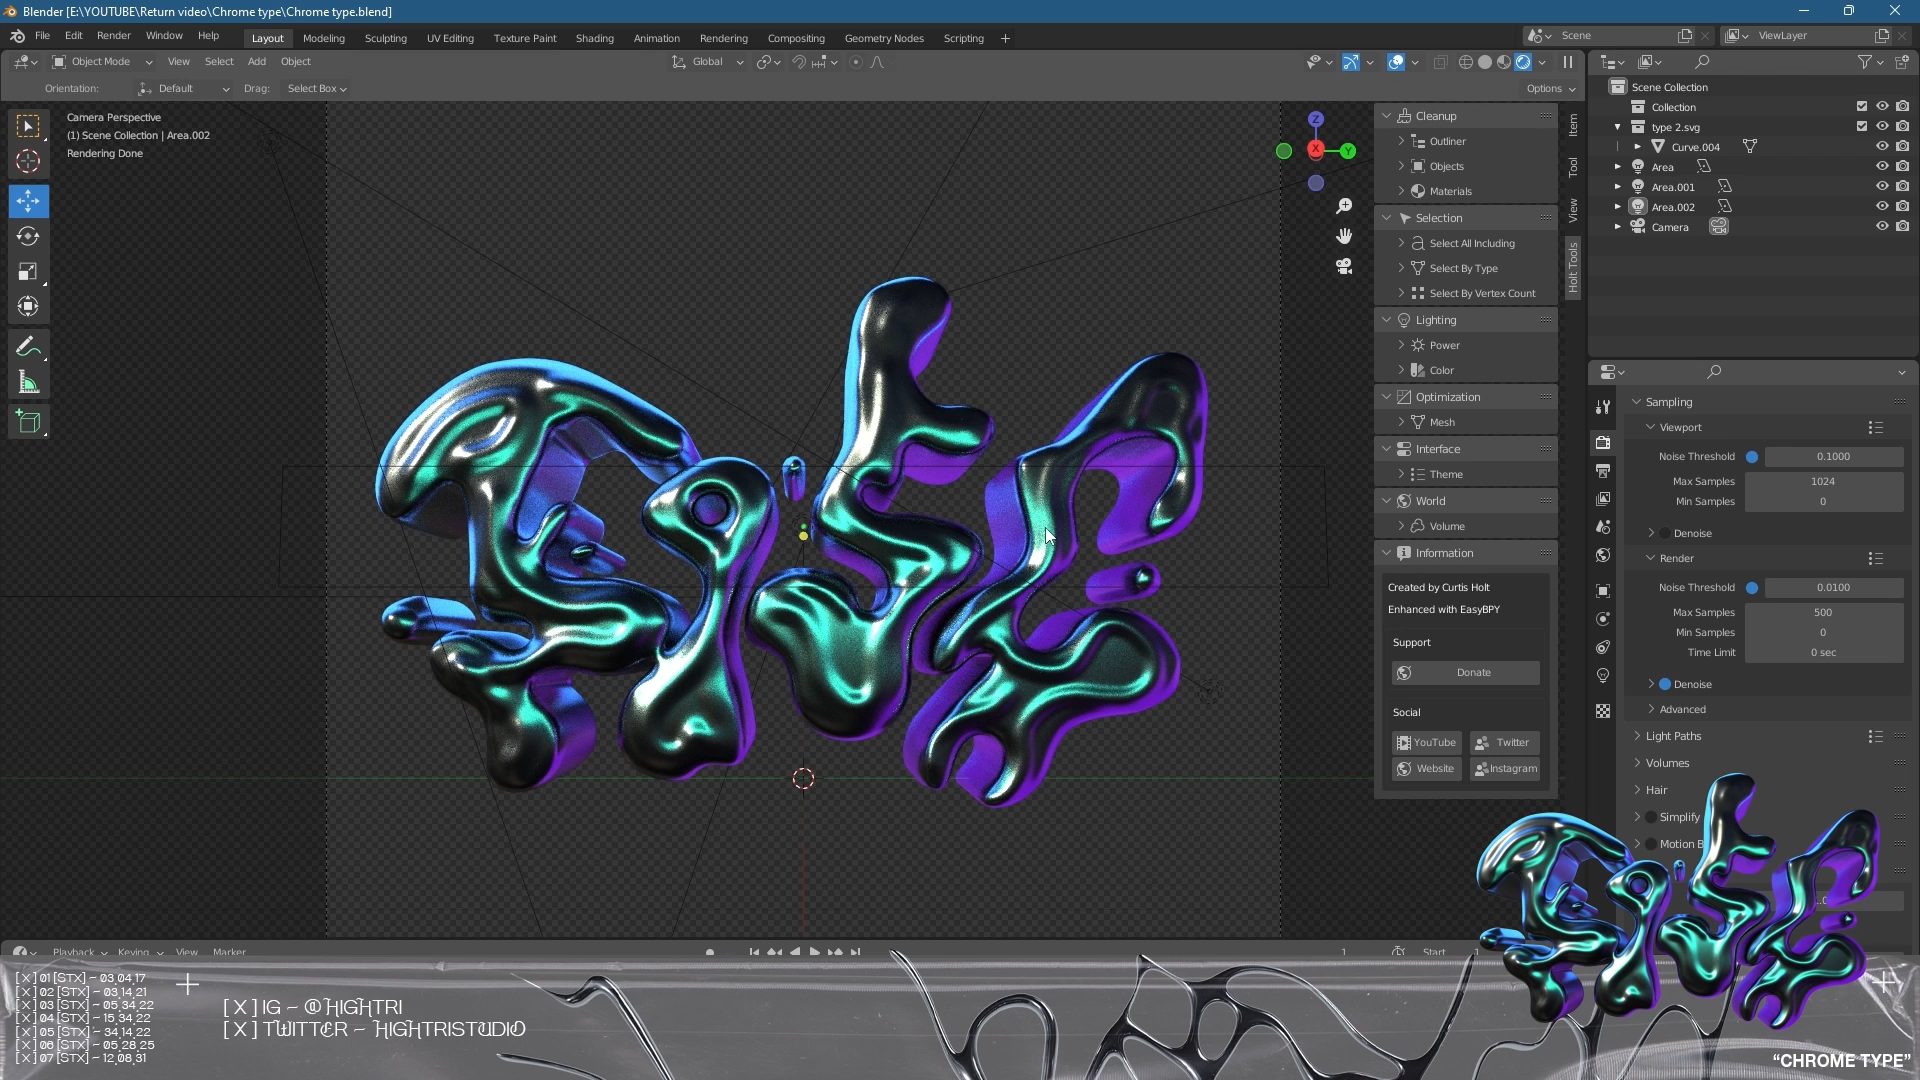 Blender [E:\YOUTUBE\Return video\Chrome type\Chrome type.blend]
File Edit Render Window Help Layout Modeling Sculpting UV Editing Texture Paint Shading Animation Rendering Compositing Geometry Nodes Scripting + Scene ViewLayer
Object Mode View Select Add Object Global
Orientation: Default Drag: Select Box Options
Camera Perspective
(1) Scene Collection | Area.002
Rendering Done
Z
X
Y
Cleanup
Outliner
Objects
Materials
Selection
Select All Including
Select By Type
Select By Vertex Count
Lighting
Power
Color
Optimization
Mesh
Interface
Theme
World
Volume
Information
Created by Curtis Holt
Enhanced with EasyBPY
Support
Donate
Social
YouTube Twitter
Website Instagram
Item
Tool
View
Holt Tools
Scene Collection
Collection
type 2.svg
Curve.004
Area
Area.001
Area.002
Camera
Sampling
Viewport
Noise Threshold 0.1000
Max Samples 1024
Min Samples 0
Denoise
Render
Noise Threshold 0.0100
Max Samples 500
Min Samples 0
Time Limit 0 sec
Denoise
Advanced
Light Paths
Volumes
Hair
Simplify
Motion B
Playback Keying View Marker 1 Start 1
[X] 01 [STX] – 03.04.17
[X] 02 [STX] – 03.14.21
[X] 03 [STX] – 05.34.22
[X] 04 [STX] – 15.34.22
[X] 05 [STX] – 34.14.22
[X] 06 [STX] – 05.28.25
[X] 07 [STX] – 12.08.31
[X] IG – @HIGHTRI
[X] TWITTER – HIGHTRISTUDIO
“CHROME TYPE”